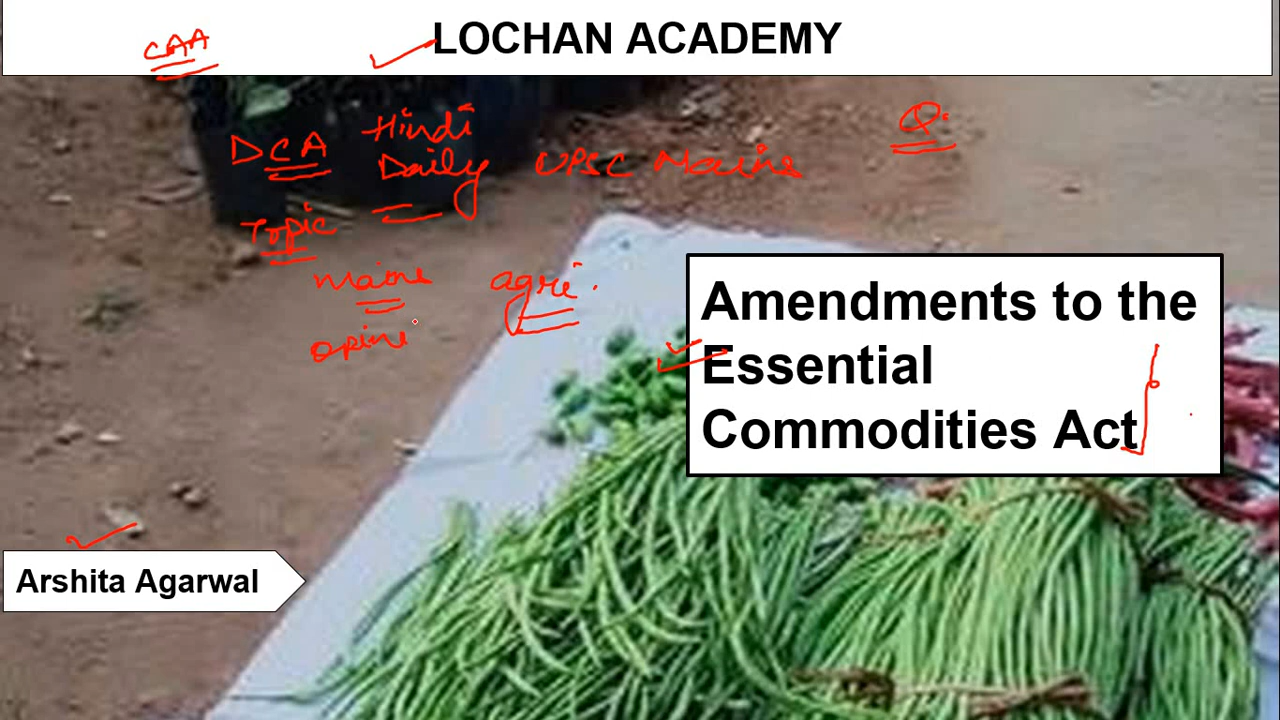 LOCHAN ACADEMY
CAA
DCA Hindi
Daily UPSC Mains
Q.
Topic
Mains agri.
opini
Amendments to the
Essential
Commodities Act
Arshita Agarwal